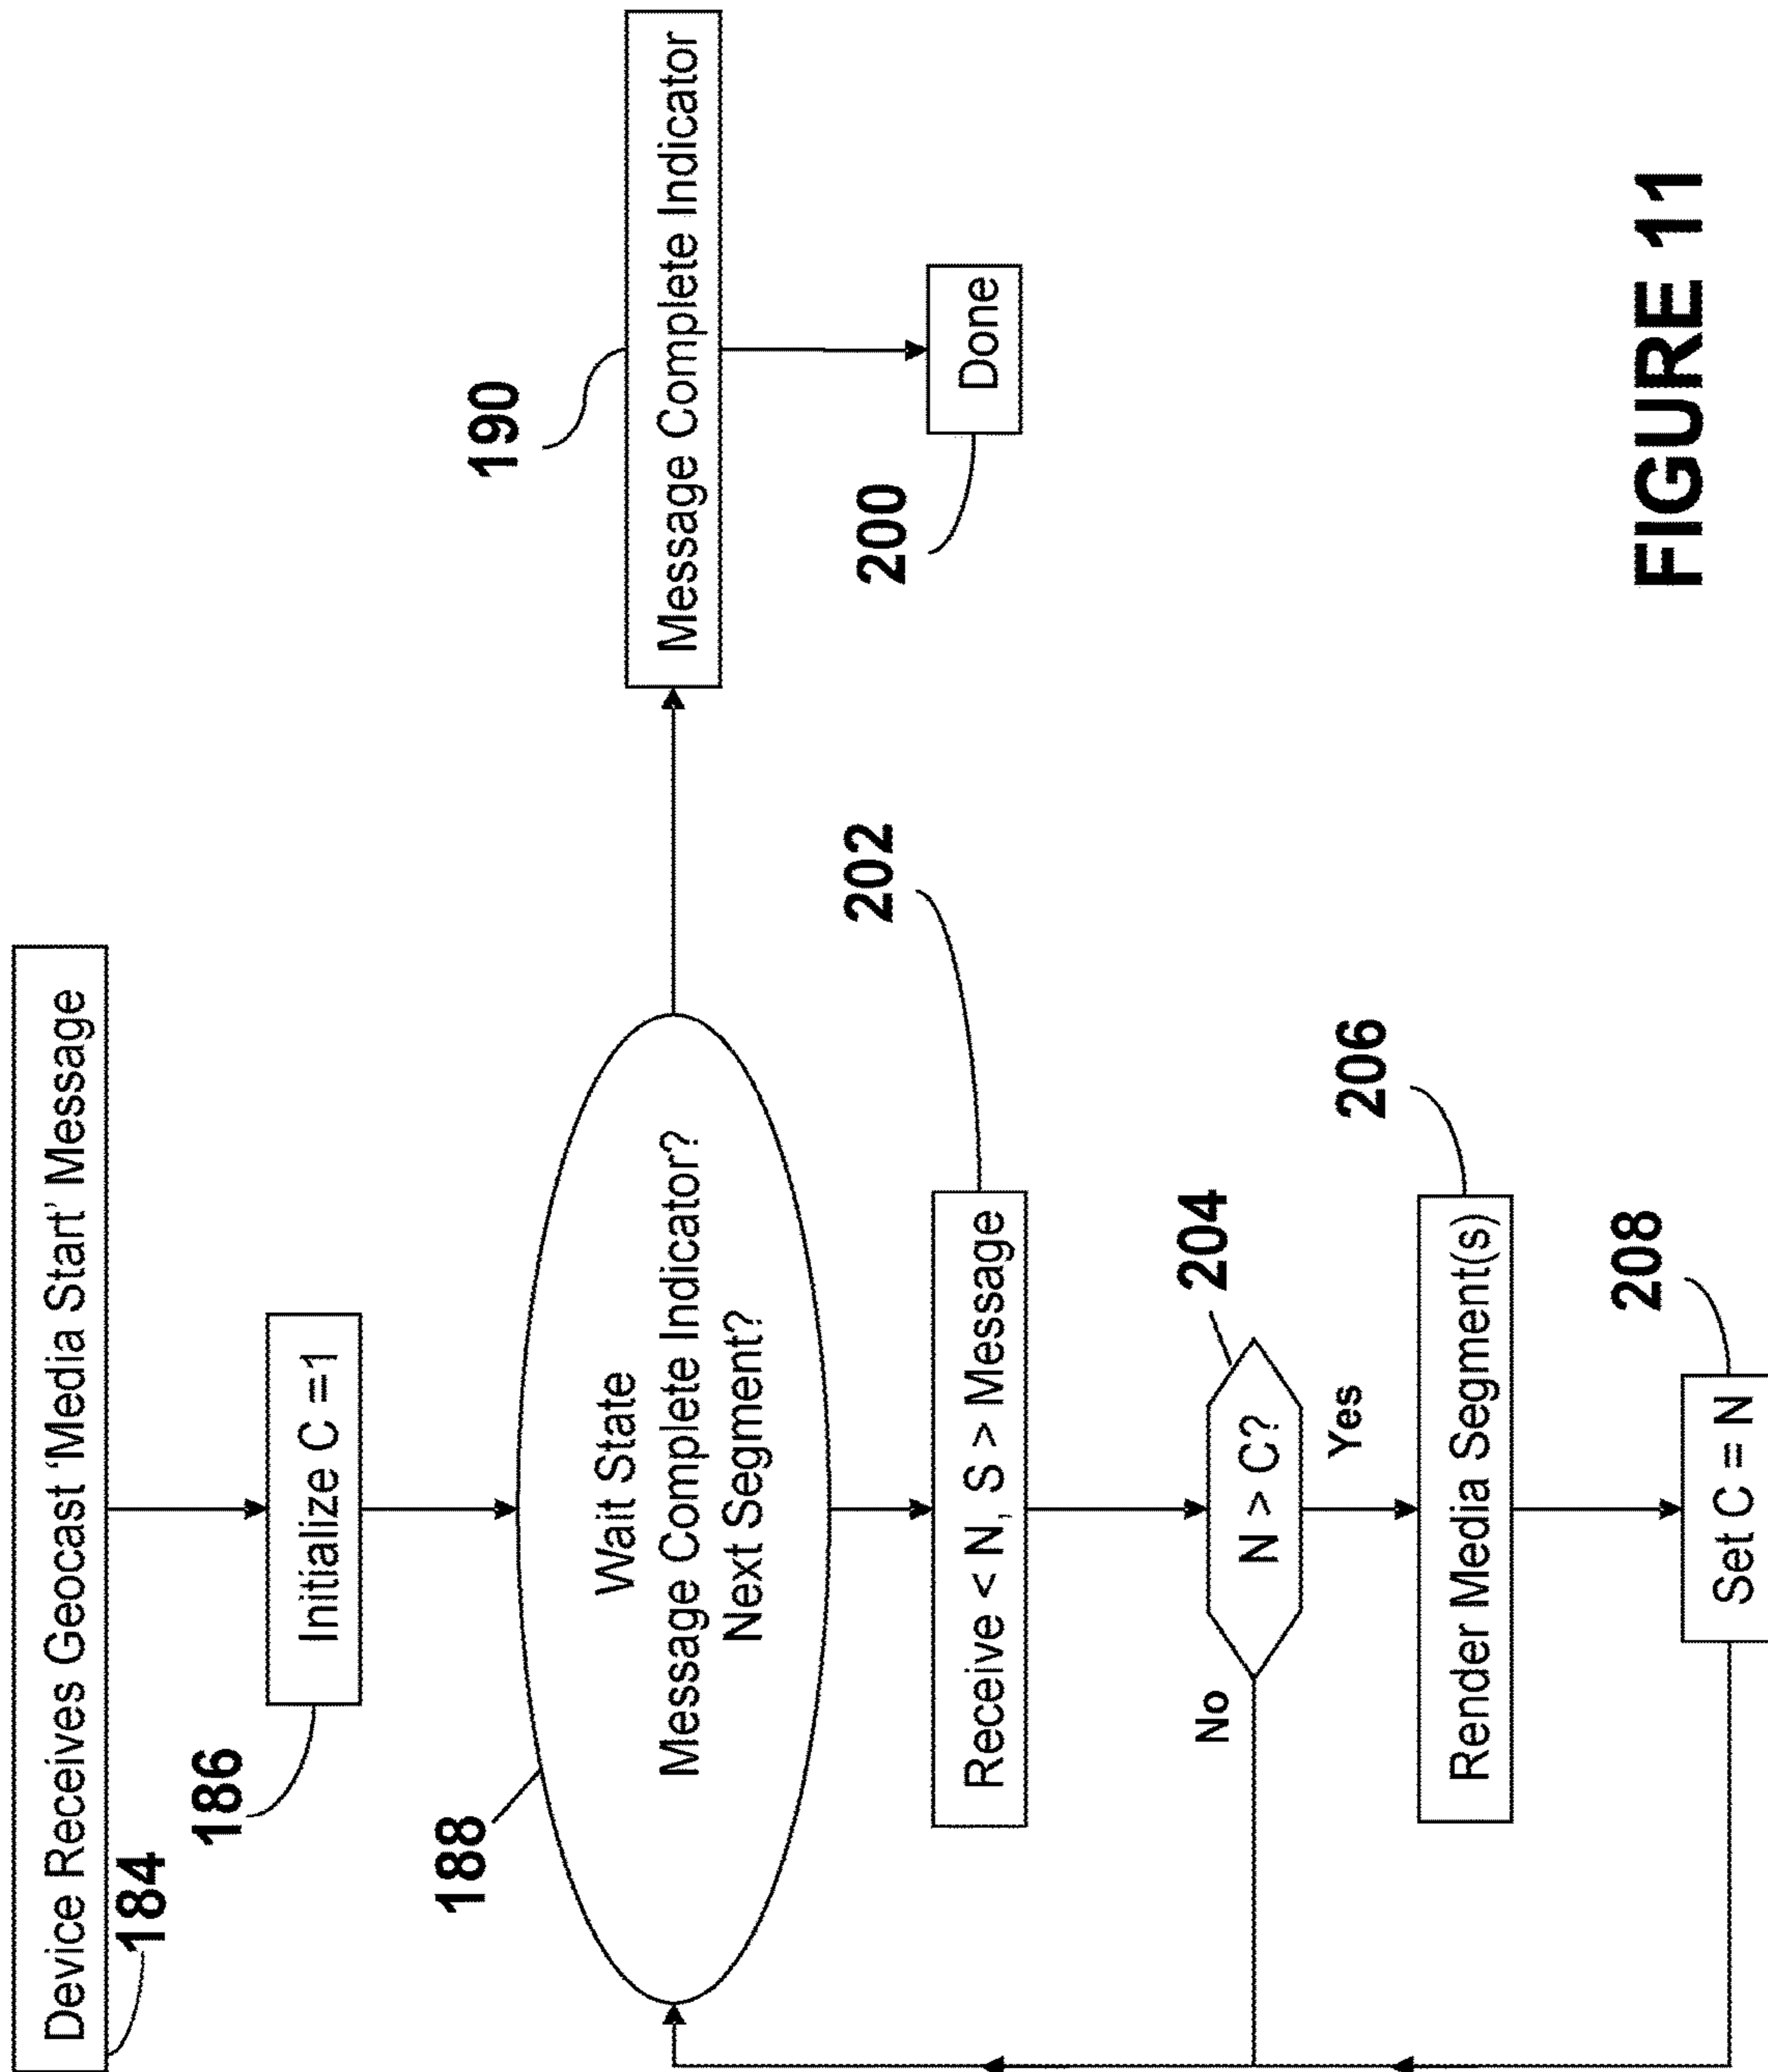 Device Receives Geocast ‘Media Start’ Message
184
Initialize C =1
186
Wait State
Message Complete Indicator?
Next Segment?
188
Message Complete Indicator
190
Done
200
Receive < N, S > Message
202
N > C?
204
No
Yes
Render Media Segment(s)
206
Set C = N
208
FIGURE 11